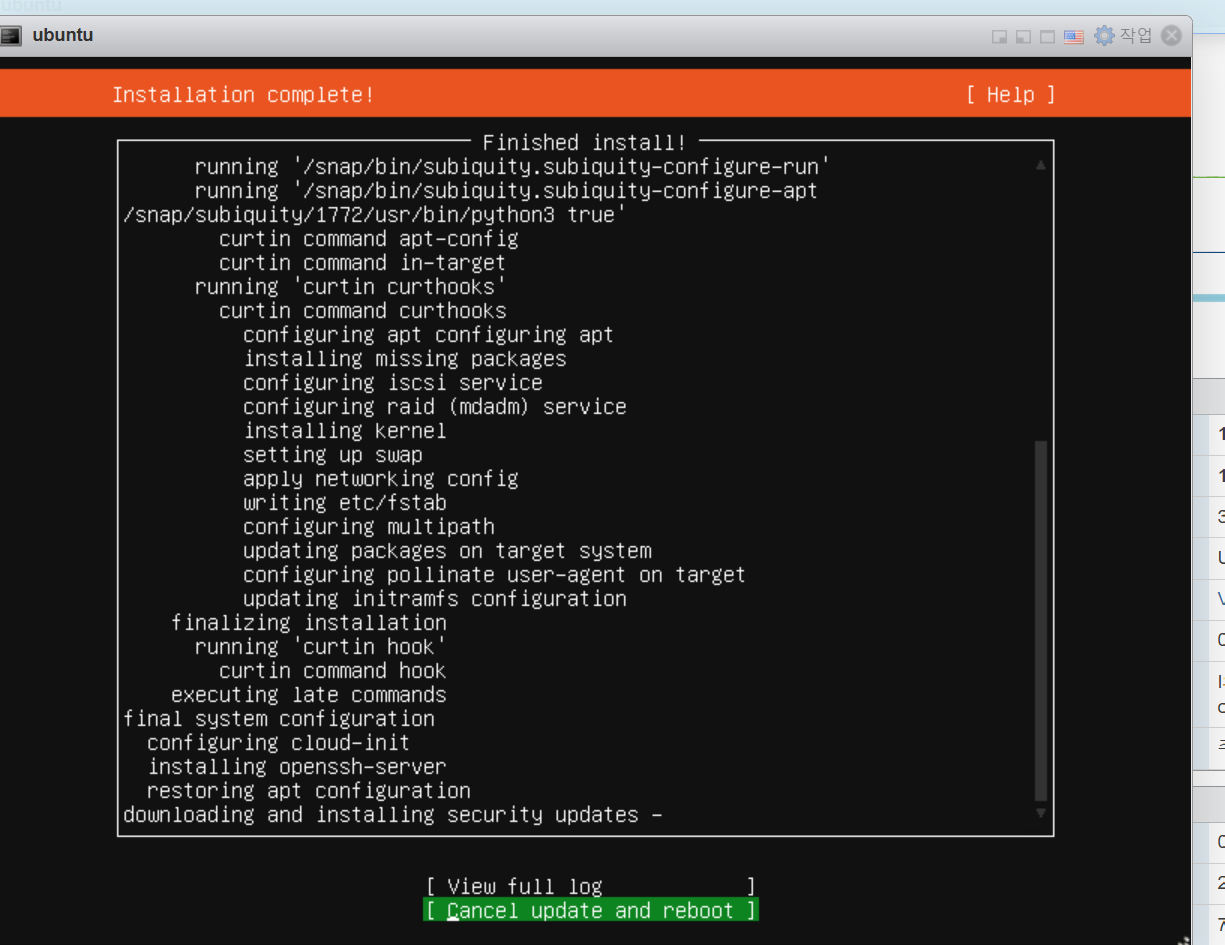 ubuntu
ubuntu
작업
Installation complete!
[ Help ]
Finished install!
running '/snap/bin/subiquity.subiquity-configure-run'
running '/snap/bin/subiquity.subiquity-configure-apt
/snap/subiquity/1772/usr/bin/python3 true'
curtin command apt-config
curtin command in-target
running 'curtin curthooks'
curtin command curthooks
configuring apt configuring apt
installing missing packages
configuring iscsi service
configuring raid (mdadm) service
installing kernel
setting up swap
apply networking config
writing etc/fstab
configuring multipath
updating packages on target system
configuring pollinate user-agent on target
updating initramfs configuration
finalizing installation
running 'curtin hook'
curtin command hook
executing late commands
final system configuration
configuring cloud-init
installing openssh-server
restoring apt configuration
downloading and installing security updates -
[ View full log ]
[ Cancel update and reboot ]